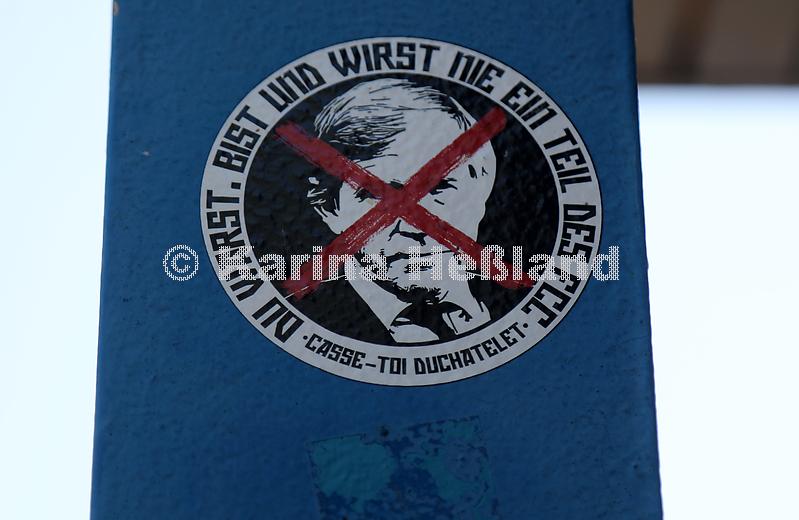 DU WARST, BIST UND WIRST NIE EIN TEIL DES FCC
·CASSE-TOI DUCHATELET·
© Karina Heßland